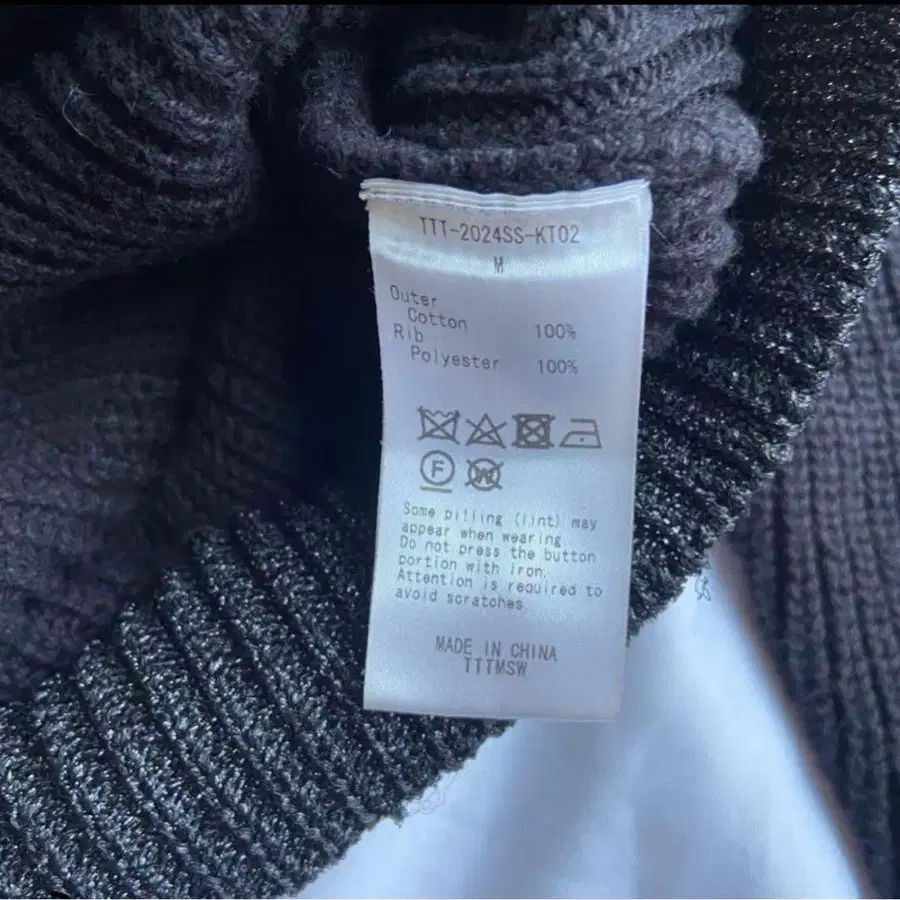 TTT-2024SS-KT02
M
Outer
Cotton 100%
Rib
Polyester 100%
F W
Some pilling (lint) may
appear when wearing
Do not press the button
portion with iron.
Attention is required to
avoid scratches.
MADE IN CHINA
TTTMSW